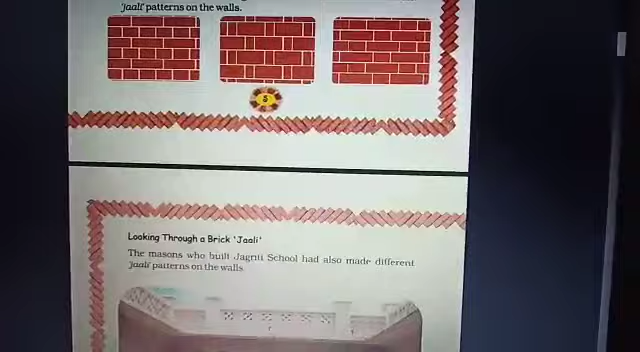 'jaali' patterns on the walls.
5
Looking Through a Brick 'Jaali'
The masons who built Jagriti School had also made different
jaali patterns on the walls